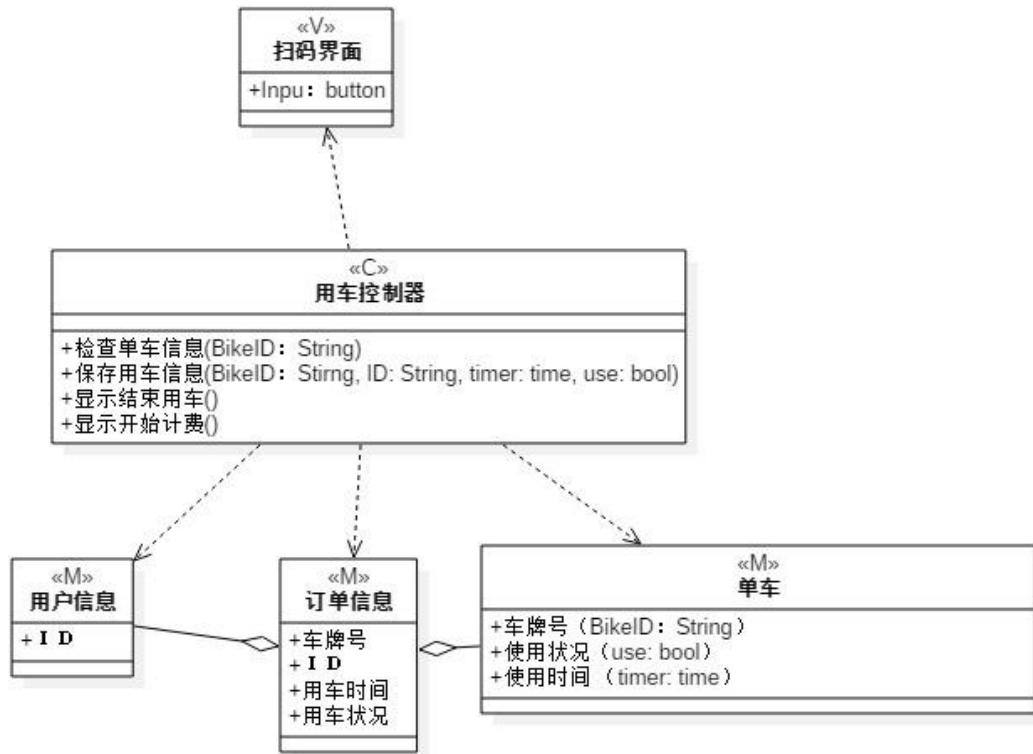 «V»
扫码界面
+Inpu：button
«C»
用车控制器
+检查单车信息(BikeID：String)
+保存用车信息(BikeID：Stirng, ID: String, timer: time, use: bool)
+显示结束用车()
+显示开始计费()
«M»
用户信息
+ I D
«M»
订单信息
+车牌号
+ I D
+用车时间
+用车状况
«M»
单车
+车牌号（BikeID：String）
+使用状况（use: bool）
+使用时间（timer: time）